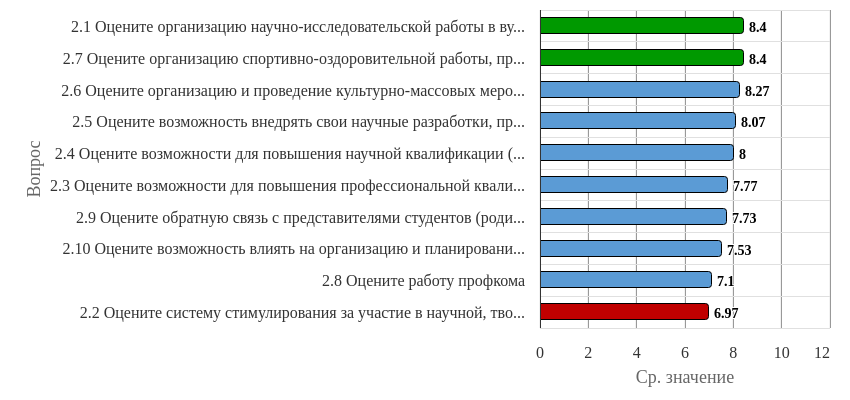 2.1 Оцените организацию научно-исследовательской работы в ву...
8.4
2.7 Оцените организацию спортивно-оздоровительной работы, пр...
8.4
2.6 Оцените организацию и проведение культурно-массовых меро...
8.27
2.5 Оцените возможность внедрять свои научные разработки, пр...
8.07
2.4 Оцените возможности для повышения научной квалификации (...
8
2.3 Оцените возможности для повышения профессиональной квали...
7.77
2.9 Оцените обратную связь с представителями студентов (роди...
7.73
2.10 Оцените возможность влиять на организацию и планировани...
7.53
2.8 Оцените работу профкома
7.1
2.2 Оцените систему стимулирования за участие в научной, тво...
6.97
Вопрос
0 2 4 6 8 10 12
Ср. значение